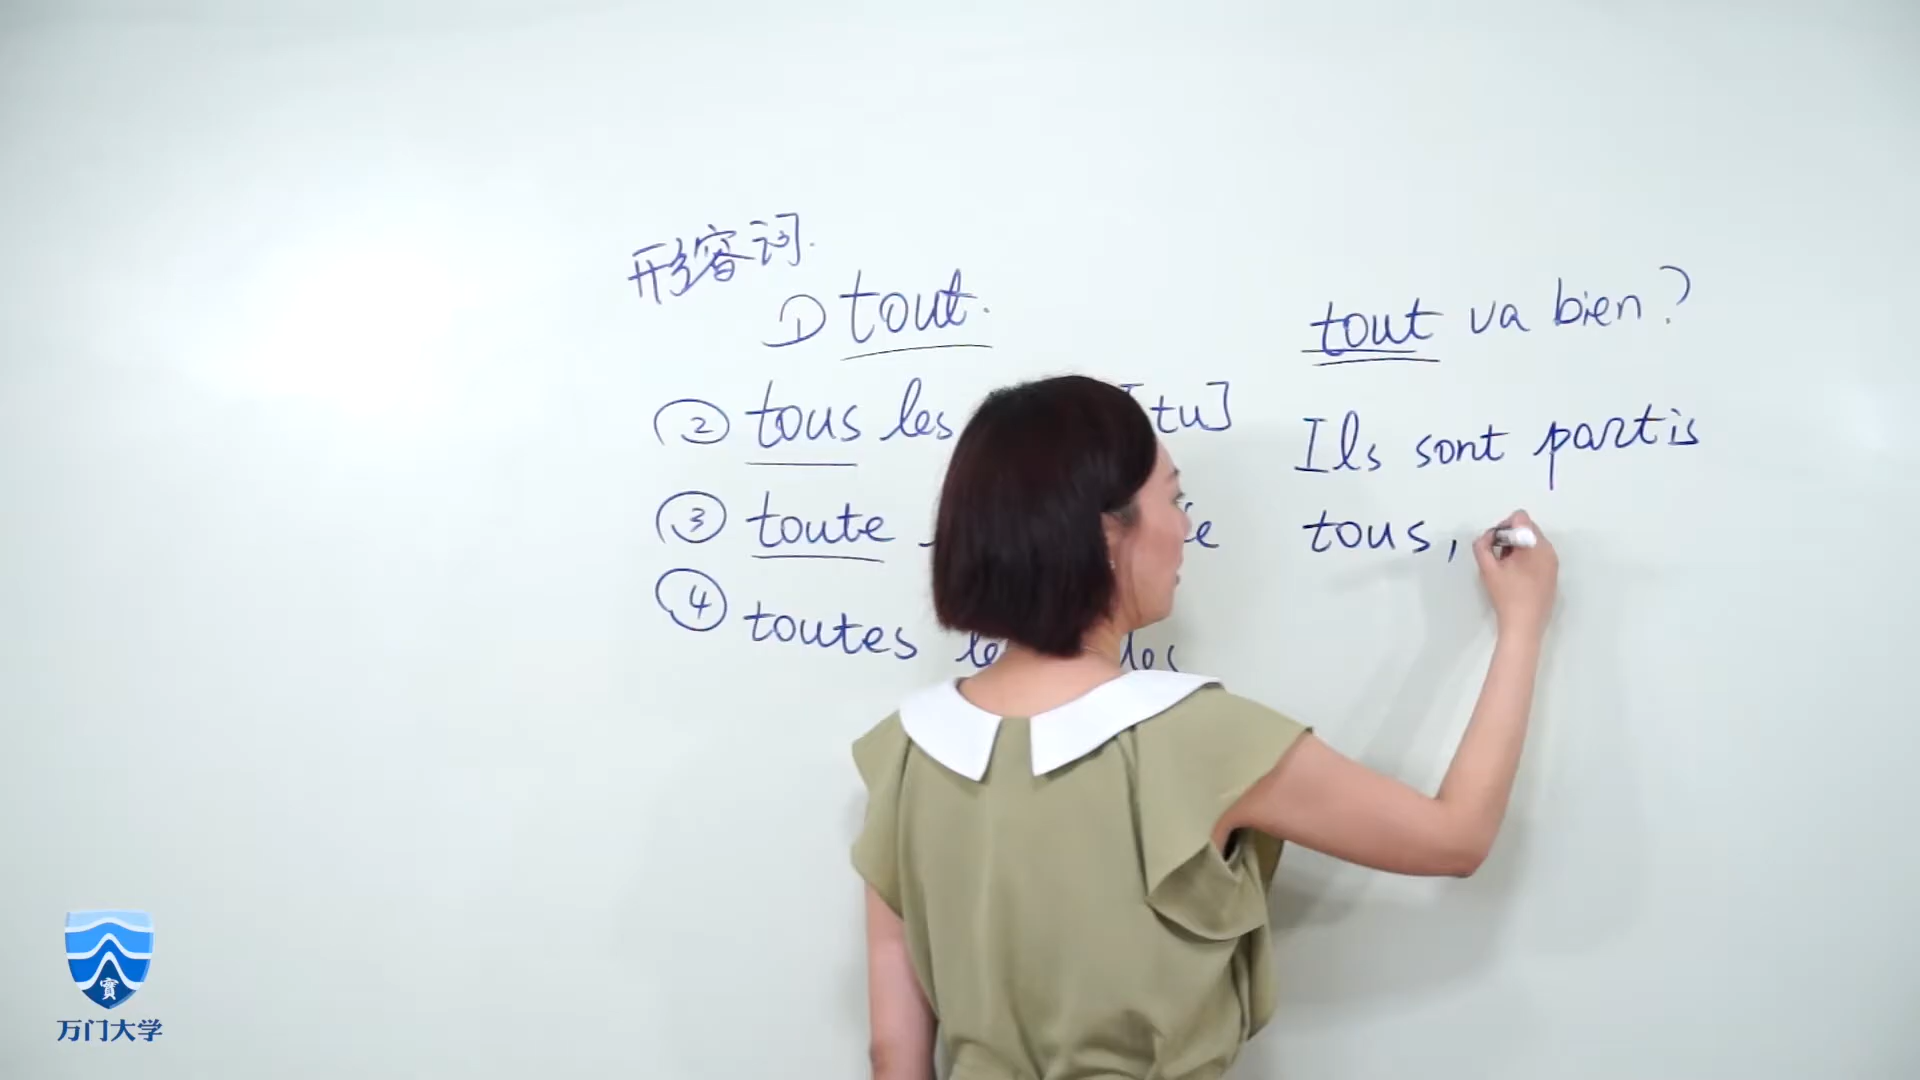 形容词.
① tout.
② tous les [tu]
③ toute
④ toutes
tout va bien?
Ils sont partis
tous,
寳
万门大学